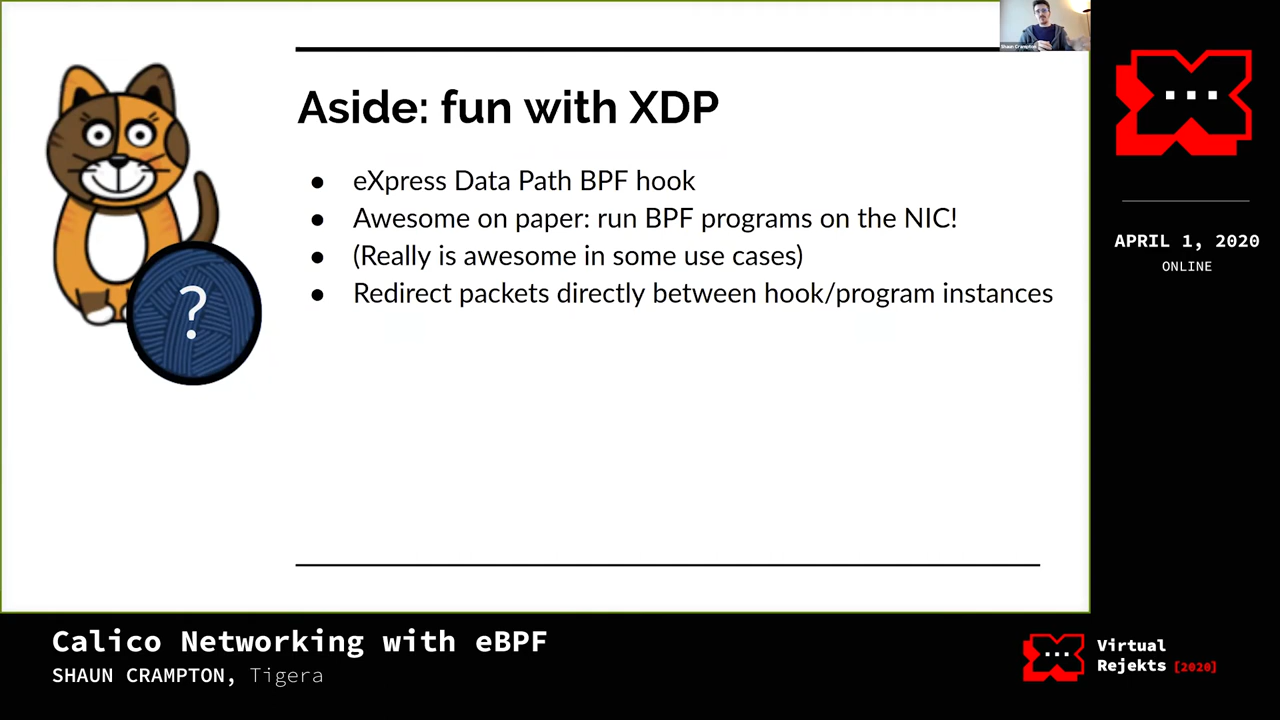 Shaun Crampton
Aside: fun with XDP
● eXpress Data Path BPF hook
● Awesome on paper: run BPF programs on the NIC!
● (Really is awesome in some use cases)
● Redirect packets directly between hook/program instances
?
APRIL 1, 2020
ONLINE
Calico Networking with eBPF
SHAUN CRAMPTON, Tigera
Virtual
Rejekts [2020]